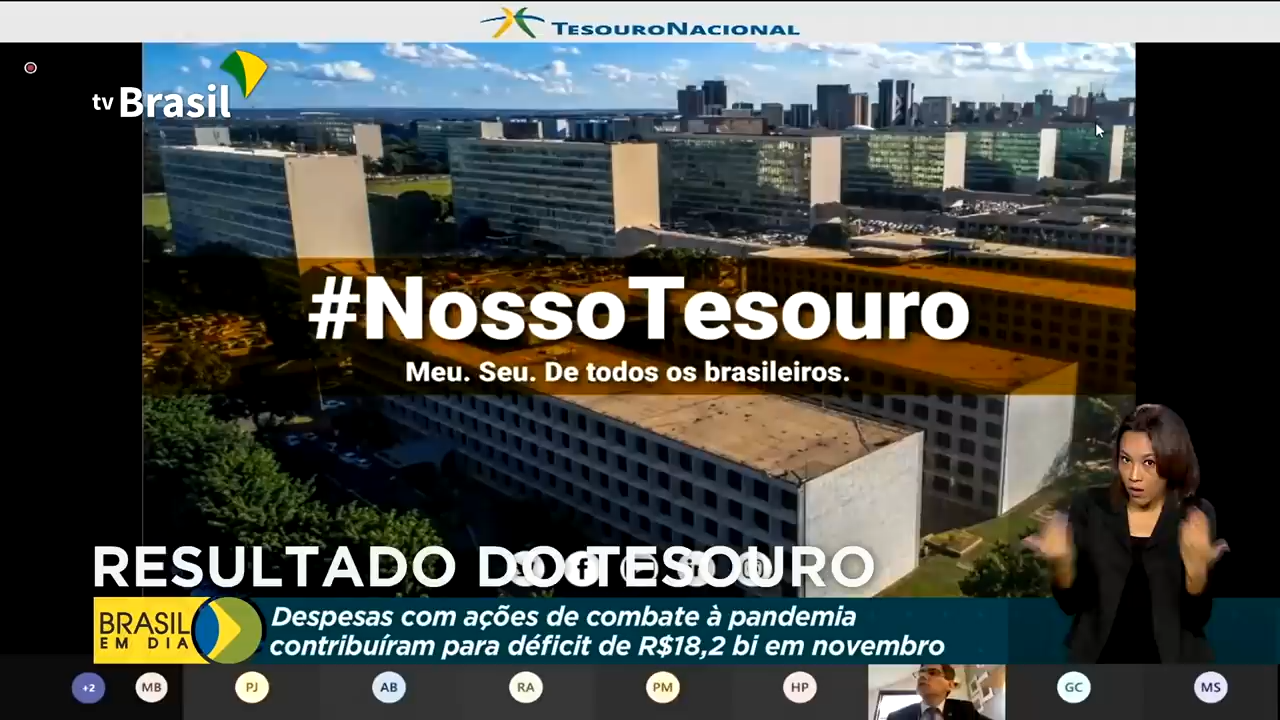 TESOURONACIONAL
tv Brasil
#NossoTesouro
Meu. Seu. De todos os brasileiros.
RESULTADO DO TESOURO
BRASIL
EM DIA
Despesas com ações de combate à pandemia
contribuíram para déficit de R$18,2 bi em novembro
+2 MB PJ AB RA PM HP GC MS